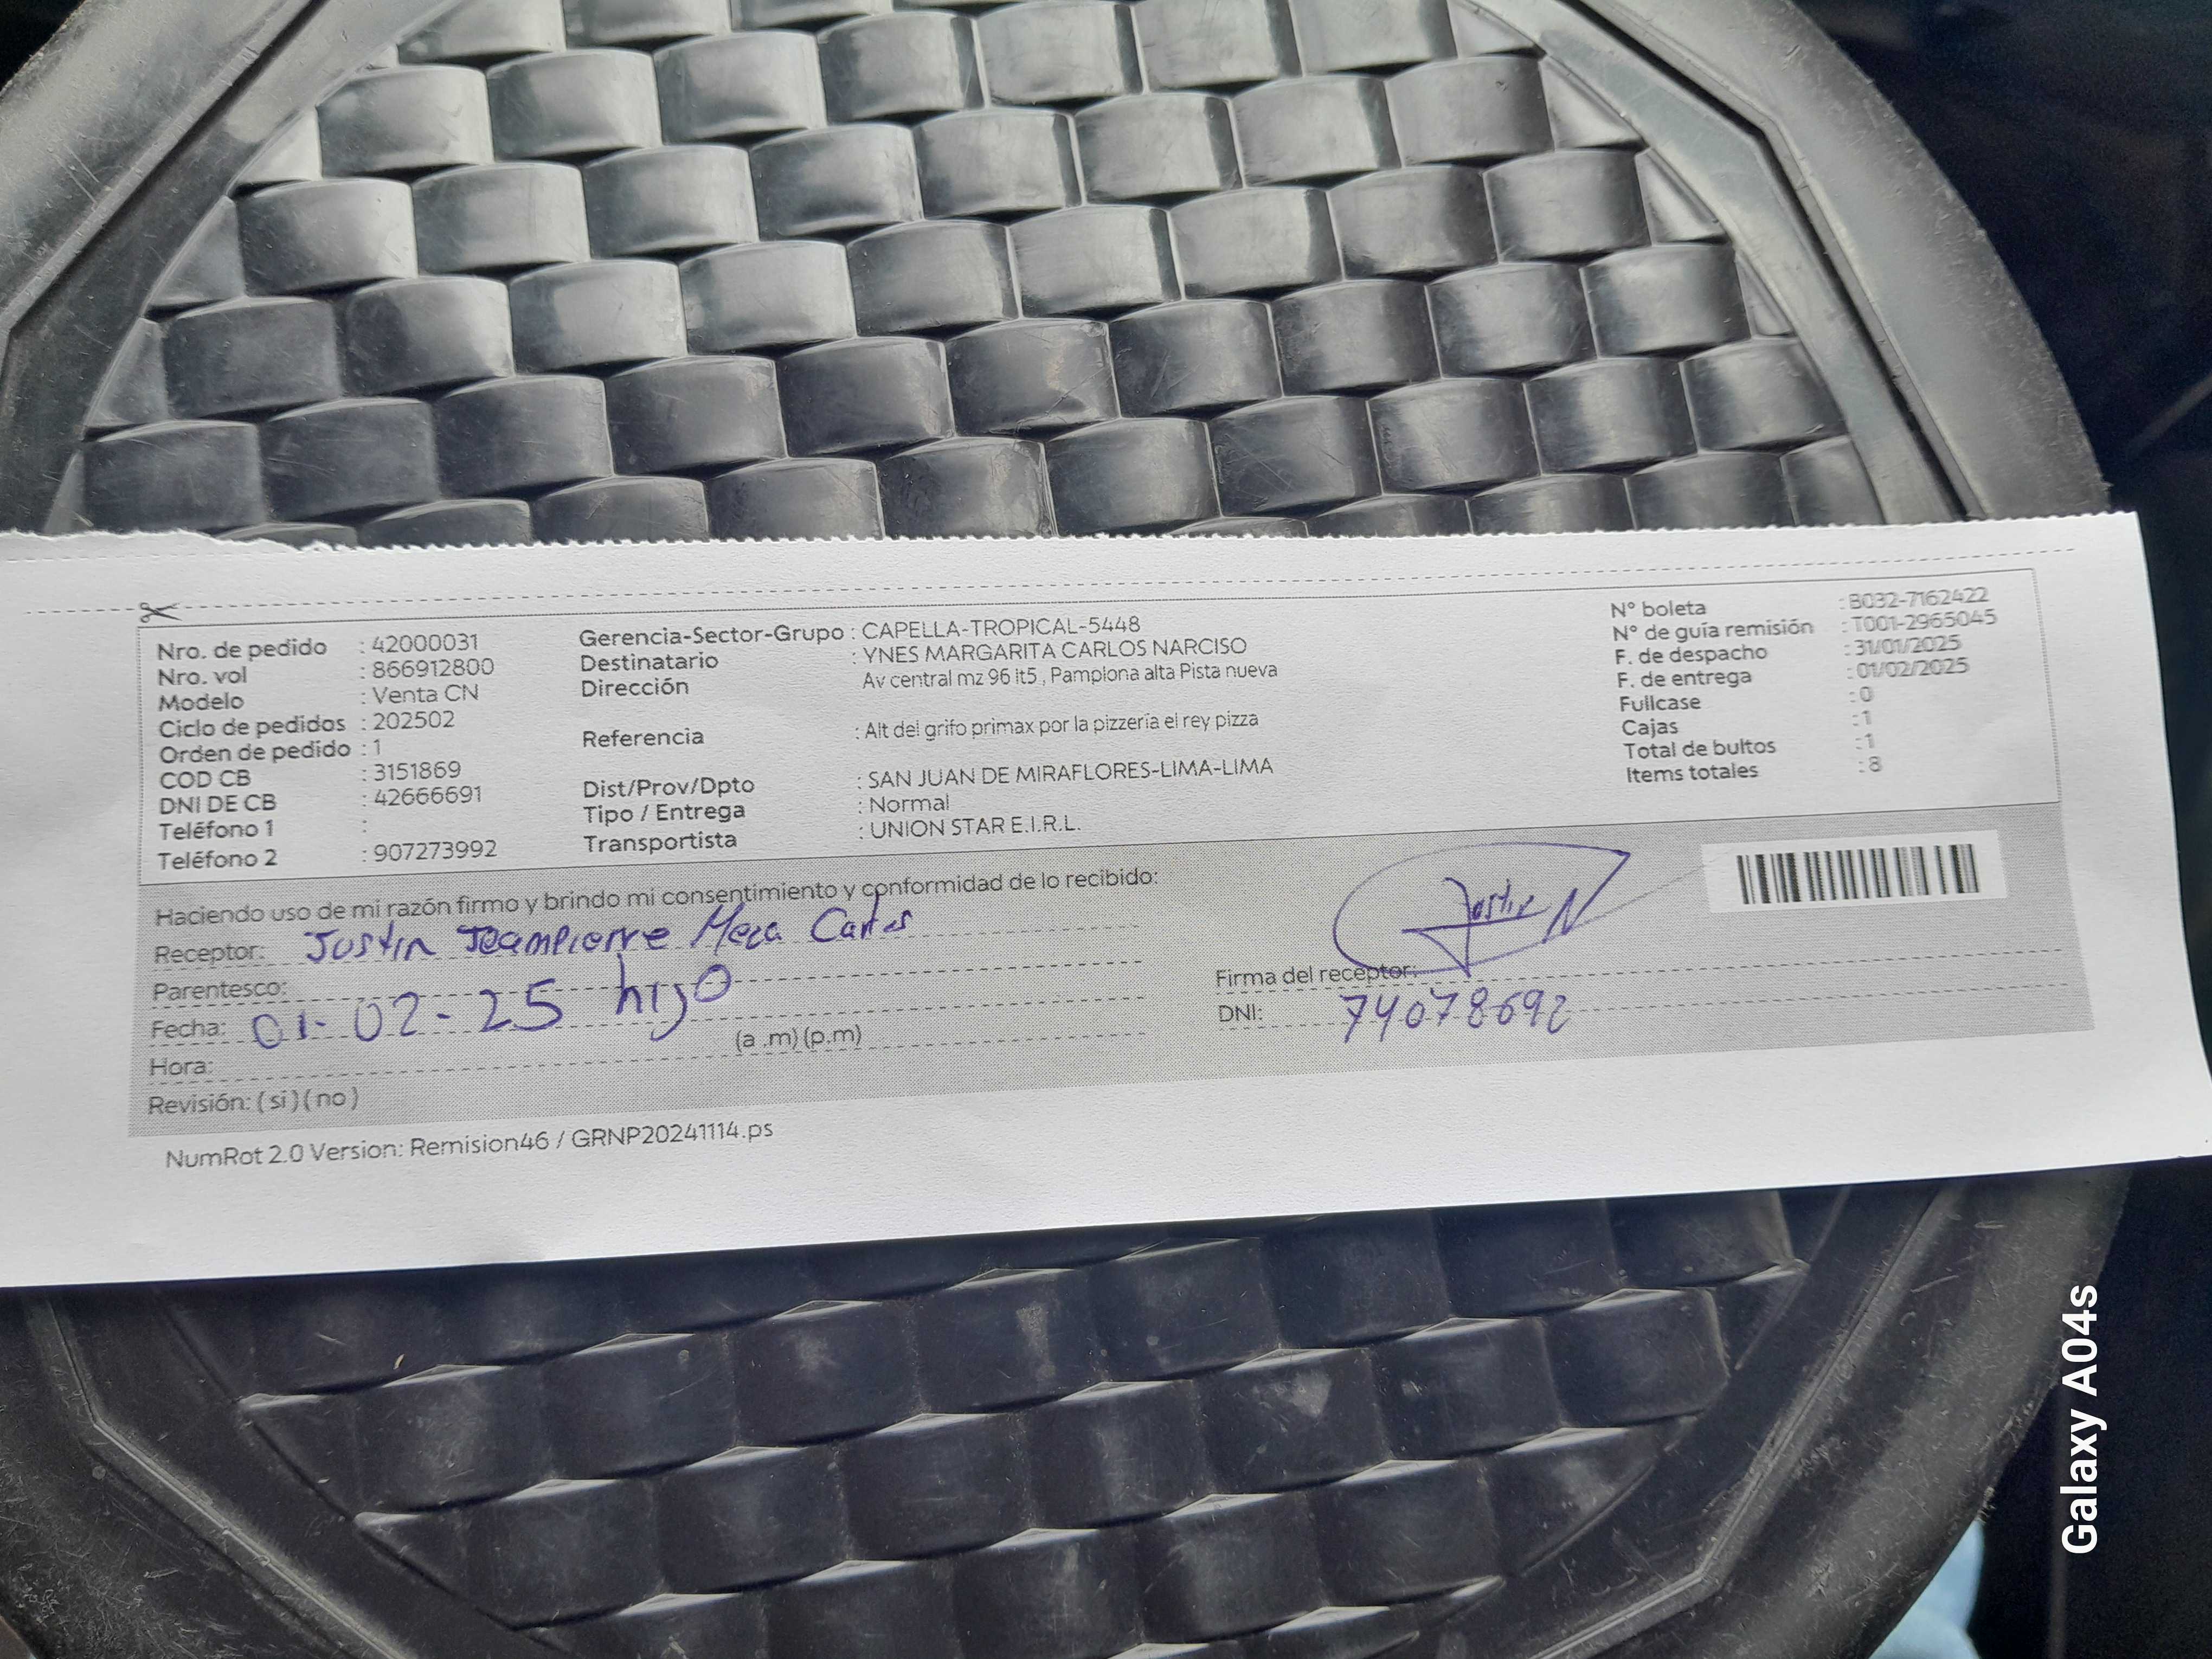 Nro. de pedido : 42000031
Nro. vol : 866912800
Modelo : Venta CN
Ciclo de pedidos : 202502
Orden de pedido : 1
COD CB : 3151869
DNI DE CB : 42666691
Teléfono 1 :
Teléfono 2 : 907273992
Gerencia-Sector-Grupo : CAPELLA-TROPICAL-5448
Destinatario : YNES MARGARITA CARLOS NARCISO
Dirección Av central mz 96 lt5 , Pamplona alta Pista nueva
Referencia : Alt del grifo primax por la pizzería el rey pizza
Dist/Prov/Dpto : SAN JUAN DE MIRAFLORES-LIMA-LIMA
Tipo / Entrega : Normal
Transportista : UNION STAR E.I.R.L.
N° boleta : B032-7162422
N° de guía remisión : T001-2965045
F. de despacho : 31/01/2025
F. de entrega : 01/02/2025
Fullcase : 0
Cajas : 1
Total de bultos : 1
Items totales : 8
Haciendo uso de mi razón firmo y brindo mi consentimiento y conformidad de lo recibido:
Receptor: Justin Jeampierre Meza Carlos
Parentesco: hijo
Fecha: 01-02-25
Hora: (a .m) (p.m)
Revisión: ( si ) ( no )
Justin
Firma del receptor:
DNI: 74078692
NumRot 2.0 Version: Remision46 / GRNP20241114.ps
Galaxy A04s